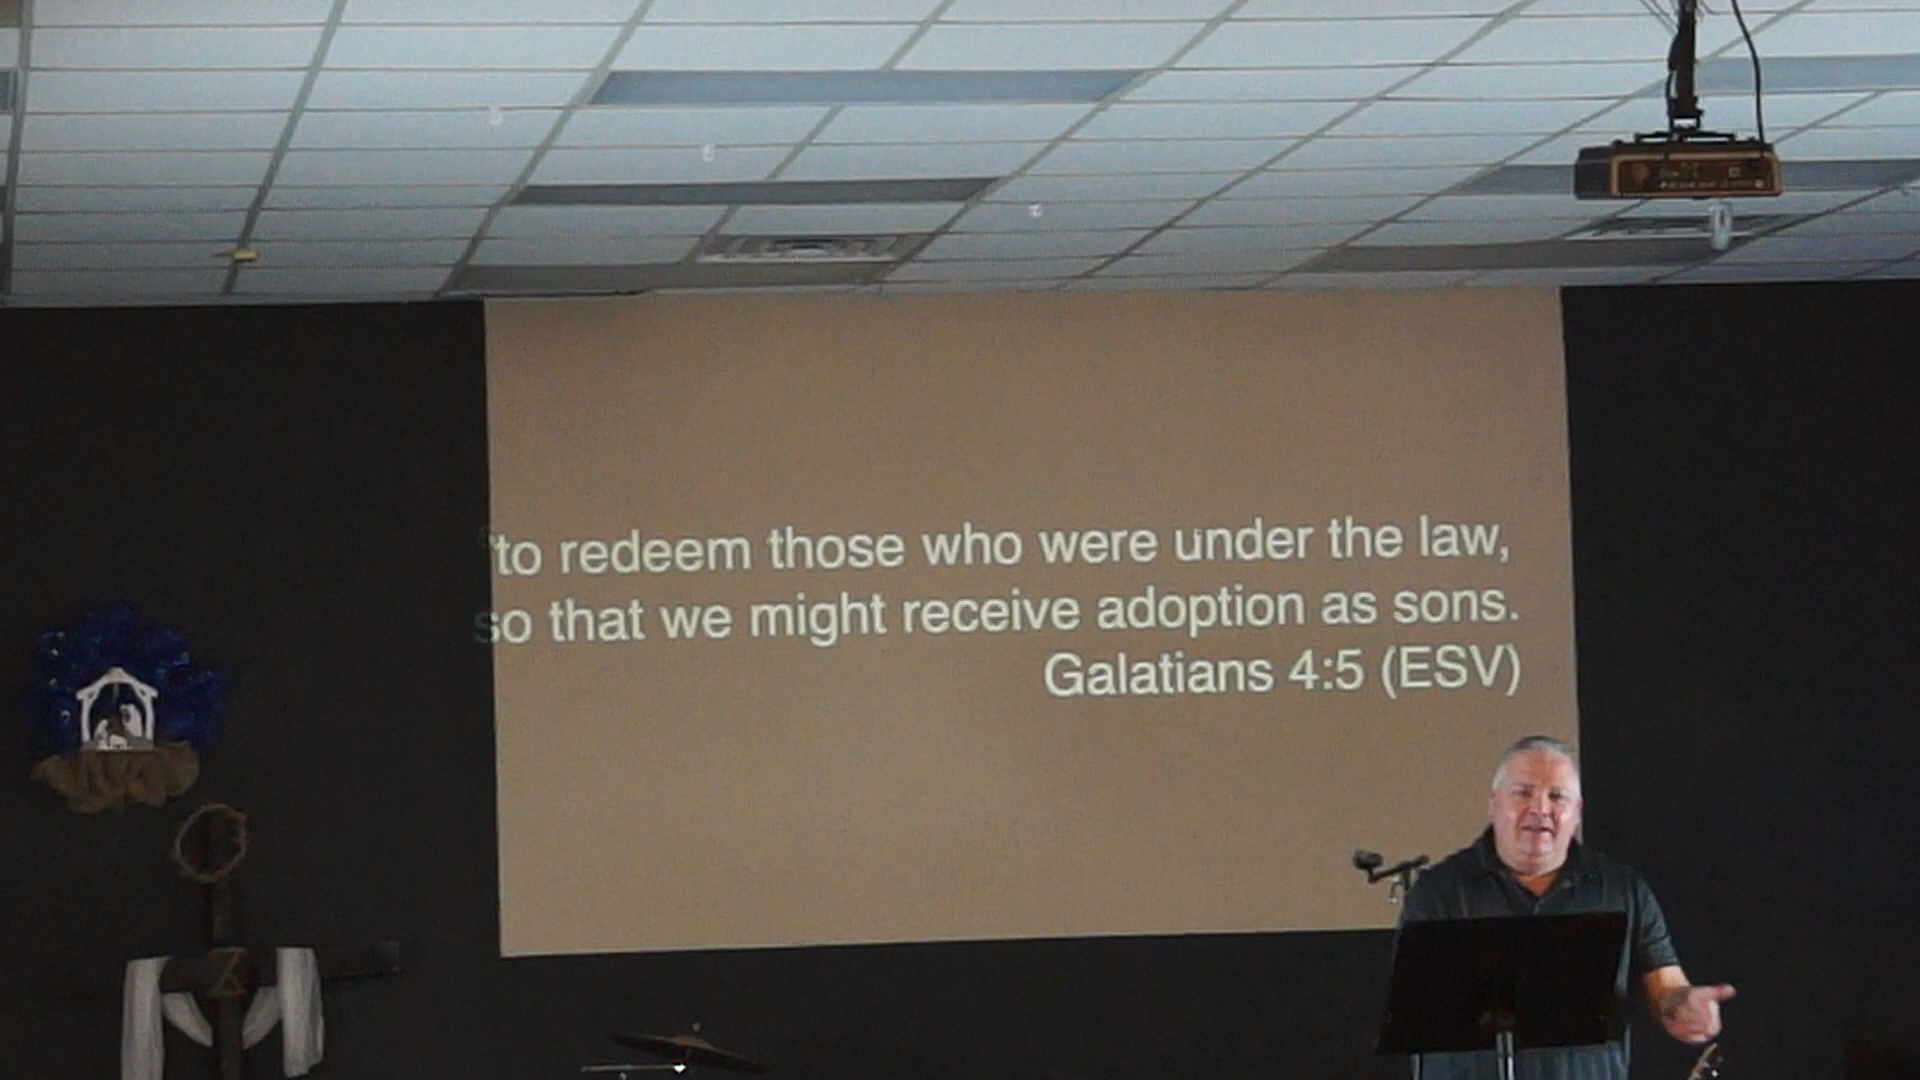 "to redeem those who were under the law,
so that we might receive adoption as sons.
Galatians 4:5 (ESV)